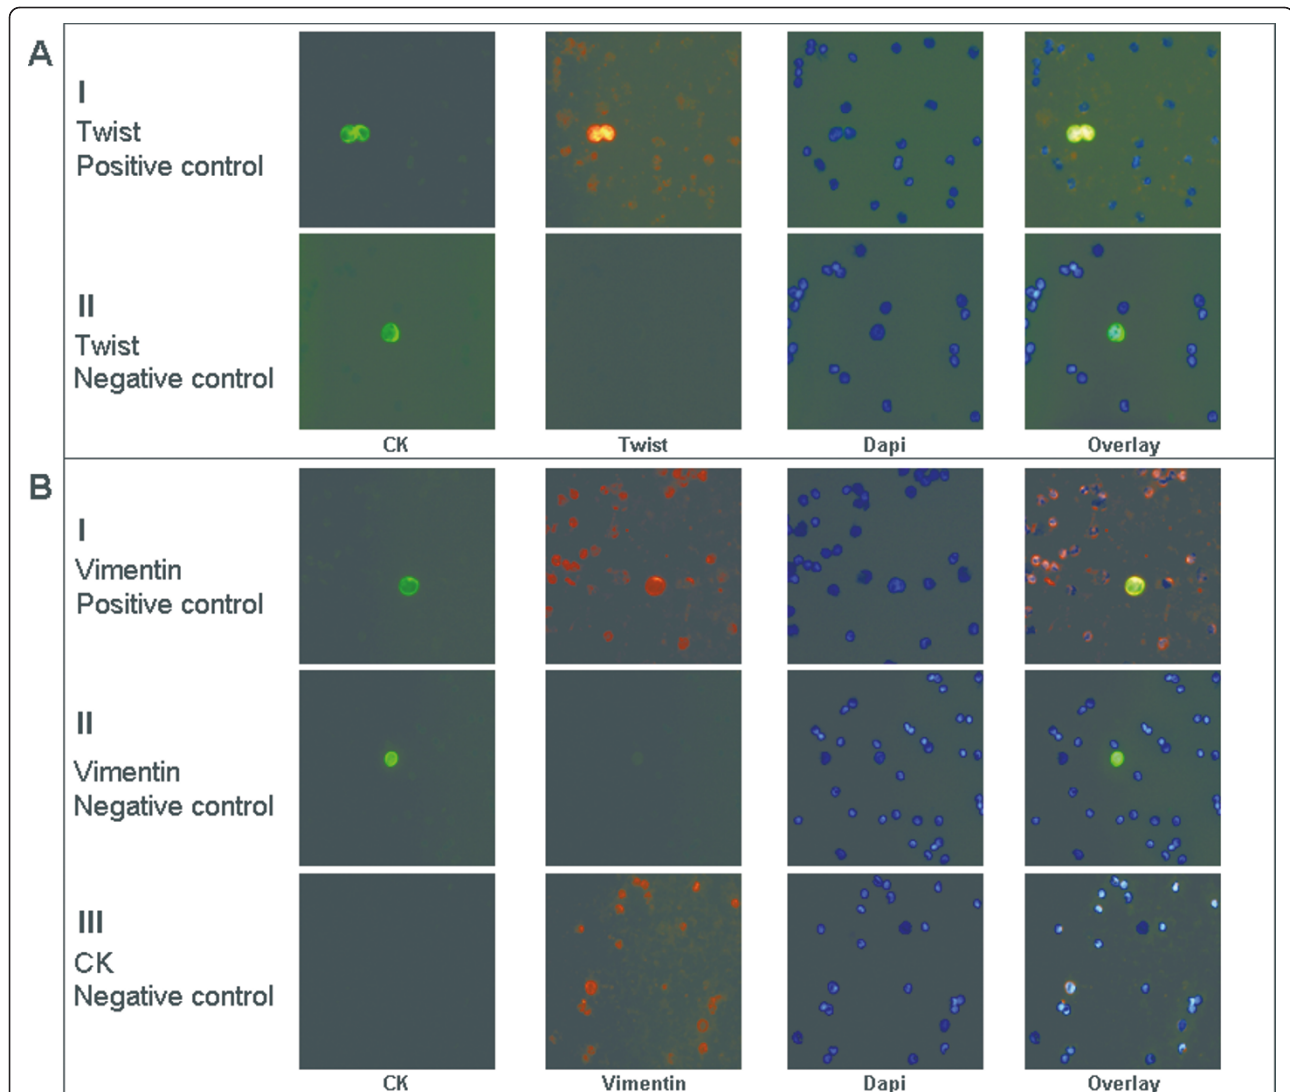 A
I
Twist
Positive control
II
Twist
Negative control
CK Twist Dapi Overlay
B
I
Vimentin
Positive control
II
Vimentin
Negative control
III
CK
Negative control
CK Vimentin Dapi Overlay